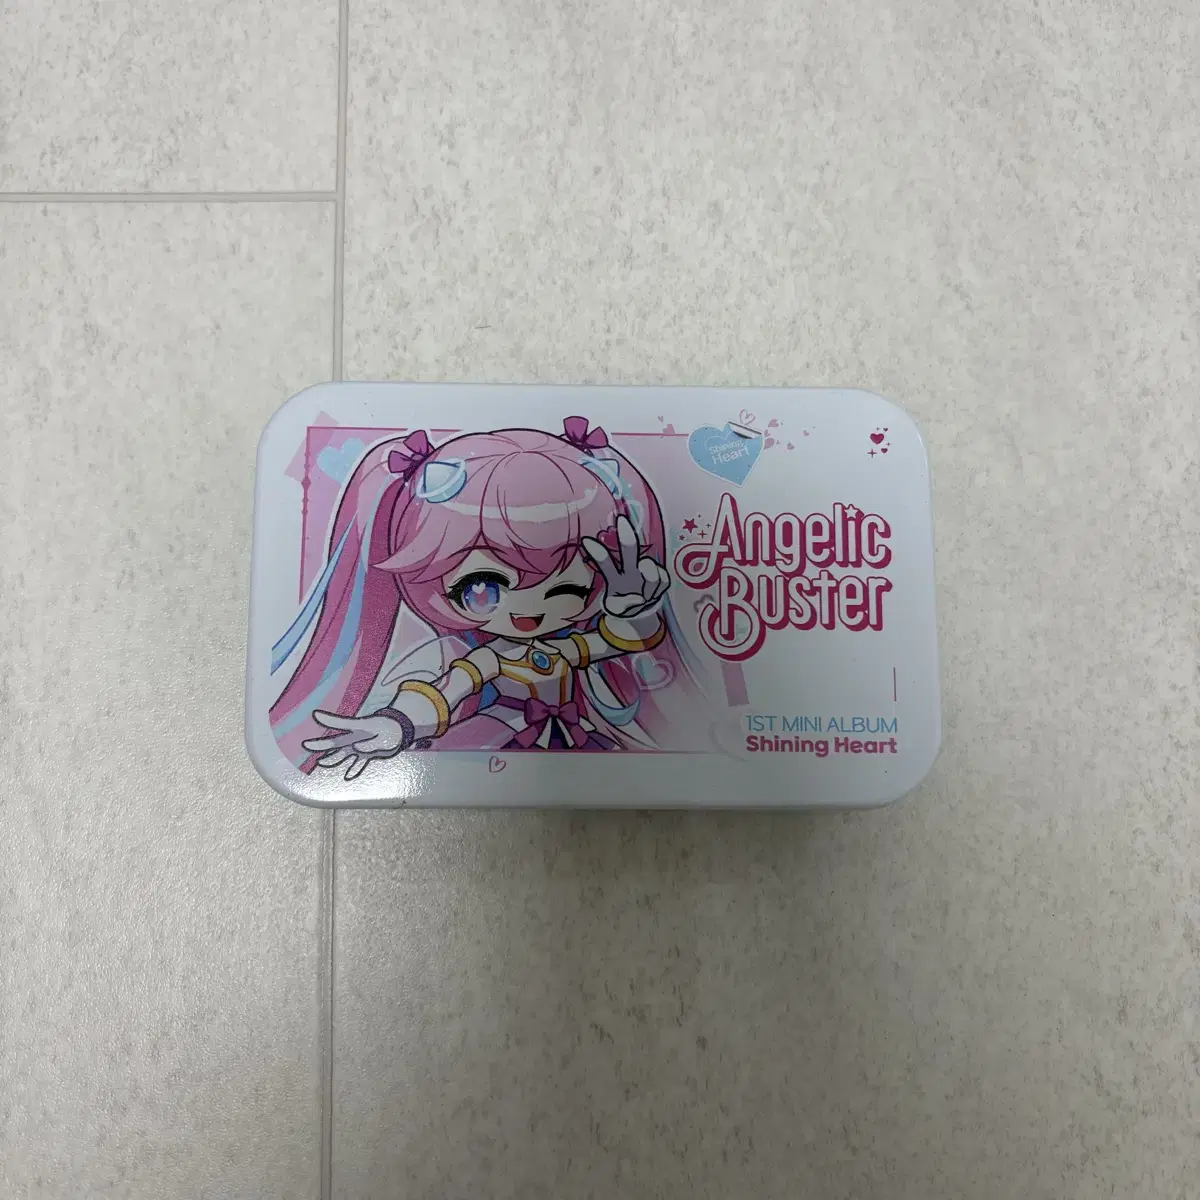 Shining
Heart
Angelic
Buster
1ST MINI ALBUM
Shining Heart